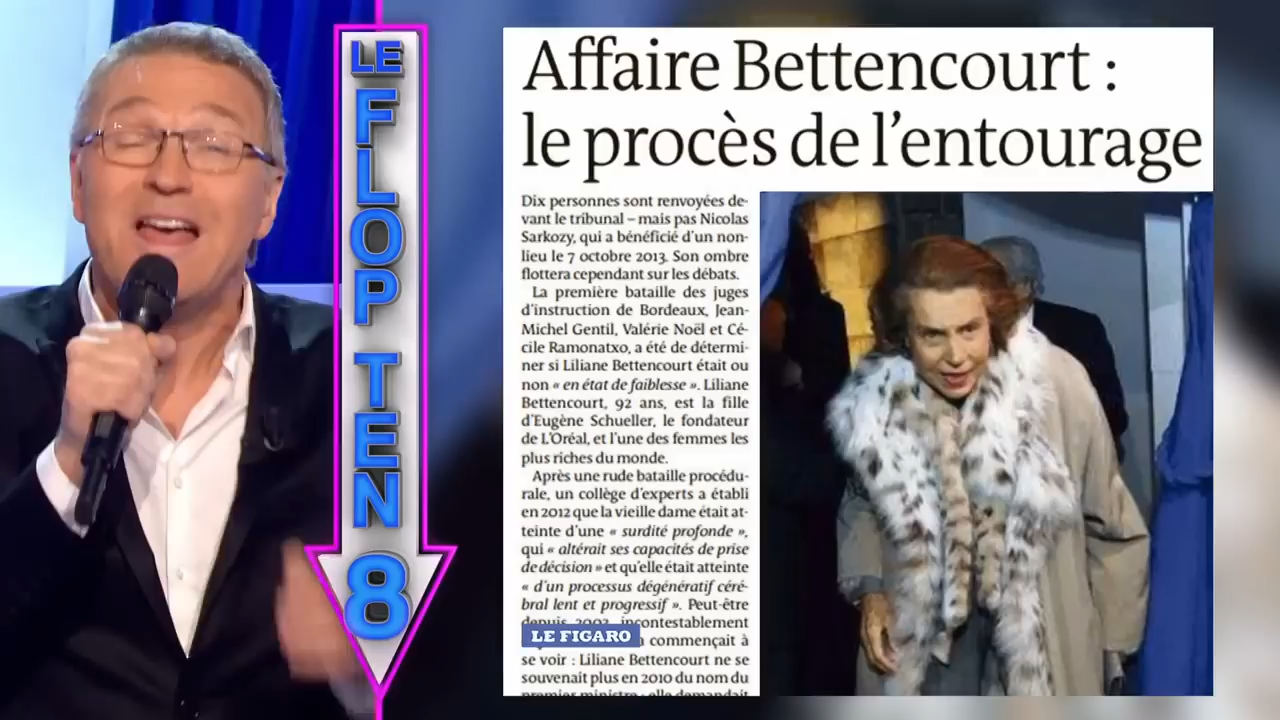 LE
FLOP
TEN
8
Affaire Bettencourt :
le procès de l’entourage
Dix personnes sont renvoyées de-
vant le tribunal – mais pas Nicolas
Sarkozy, qui a bénéficié d’un non-
lieu le 7 octobre 2013. Son ombre
flottera cependant sur les débats.
La première bataille des juges
d’instruction de Bordeaux, Jean-
Michel Gentil, Valérie Noël et Cé-
cile Ramonatxo, a été de détermi-
ner si Liliane Bettencourt était ou
non « en état de faiblesse ». Liliane
Bettencourt, 92 ans, est la fille
d’Eugène Schueller, le fondateur
de L’Oréal, et l’une des femmes les
plus riches du monde.
Après une rude bataille procédu-
rale, un collège d’experts a établi
en 2012 que la vieille dame était at-
teinte d’une « surdité profonde »,
qui « altérait ses capacités de prise
de décision » et qu’elle était atteinte
« d’un processus dégénératif céré-
bral lent et progressif ». Peut-être
depuis 2003, incontestablement
LE FIGARO
commençait à
se voir : Liliane Bettencourt ne se
souvenait plus en 2010 du nom du
premier ministre ; elle demandait